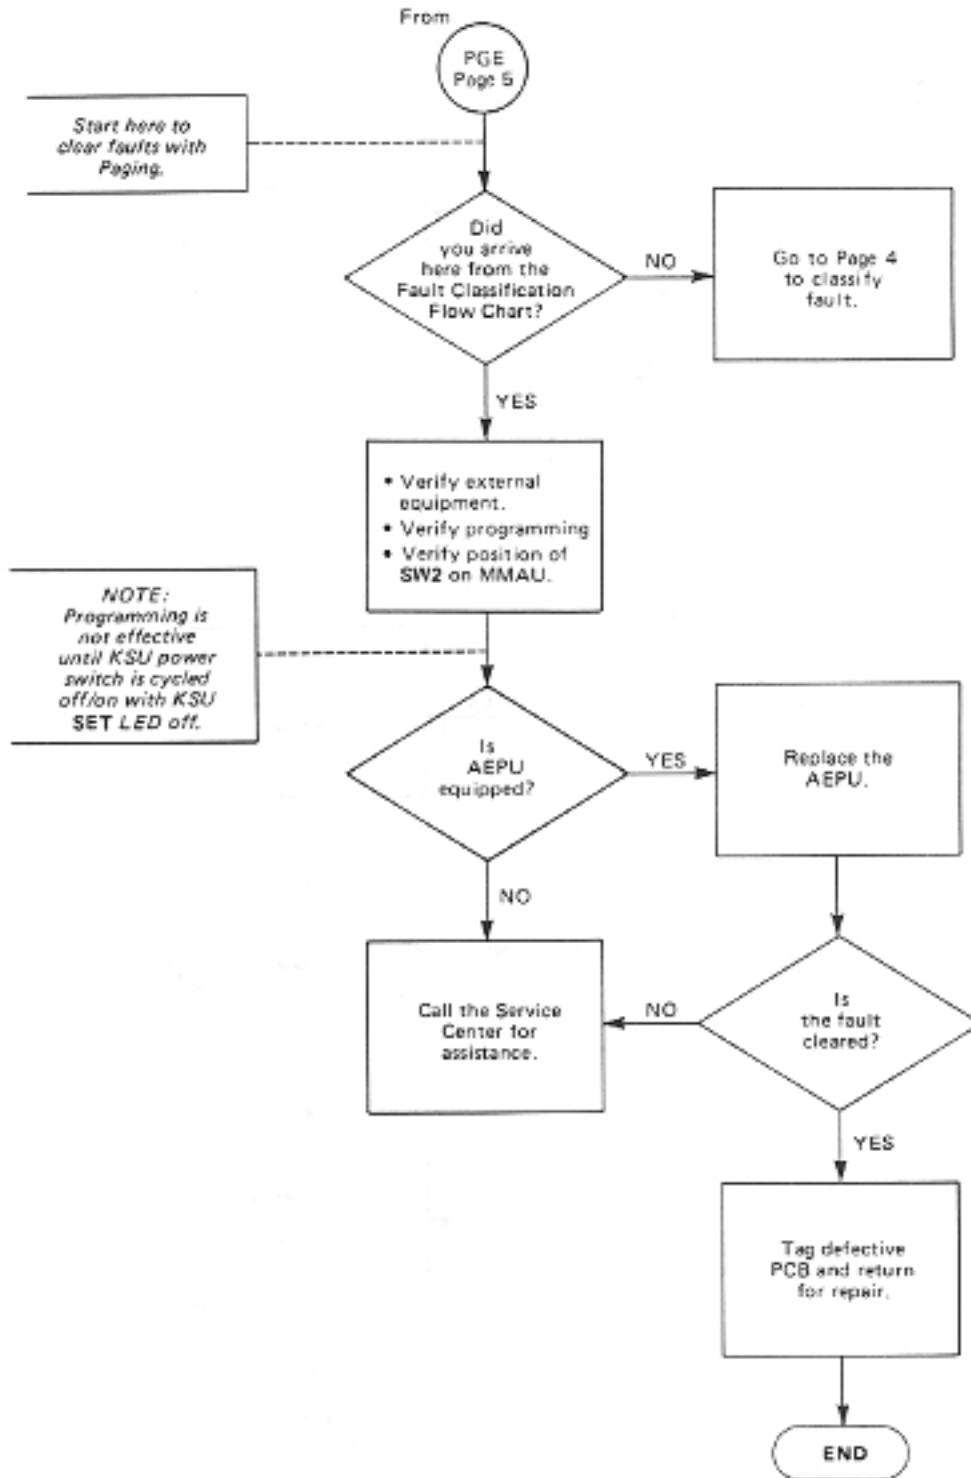 From
PGE
Page 5
Start here to
clear faults with
Paging.
Did
you arrive
here from the
Fault Classification
Flow Chart?
NO
Go to Page 4
to classify
fault.
YES
• Verify external
equipment.
• Verify programming
• Verify position of
SW2 on MMAU.
NOTE:
Programming is
not effective
until KSU power
switch is cycled
off/on with KSU
SET LED off.
Is
AEPU
equipped?
YES
Replace the
AEPU.
NO
Call the Service
Center for
assistance.
NO
Is
the fault
cleared?
YES
Tag defective
PCB and return
for repair.
END